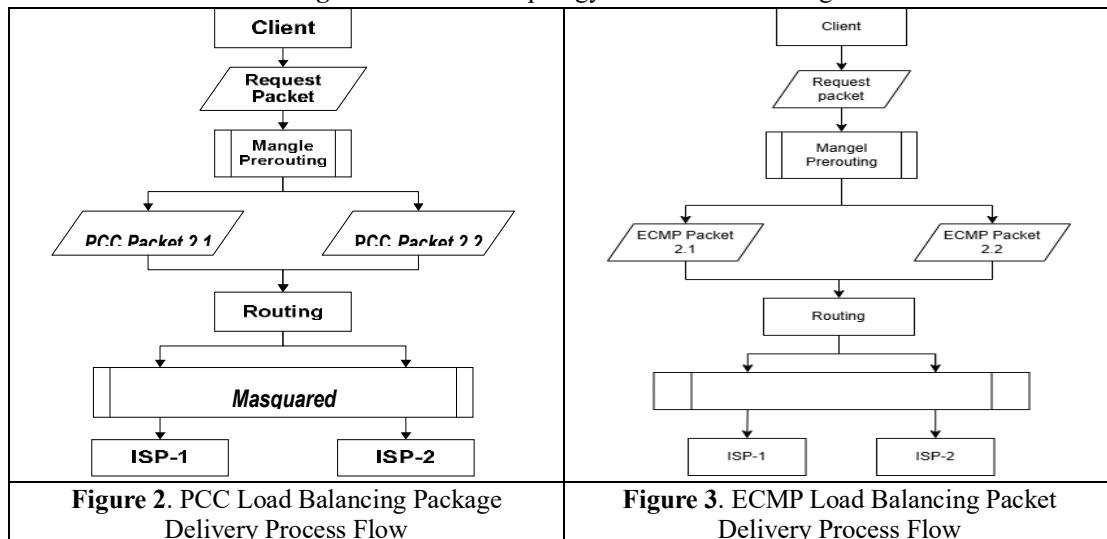 Client
Request
Packet
Mangle
Prerouting
PCC Packet 2.1
PCC Packet 2.2
Routing
Masquared
ISP-1
ISP-2
Figure 2. PCC Load Balancing Package
Delivery Process Flow
Client
Request
packet
Mangel
Prerouting
ECMP Packet
2.1
ECMP Packet
2.2
Routing
ISP-1
ISP-2
Figure 3. ECMP Load Balancing Packet
Delivery Process Flow